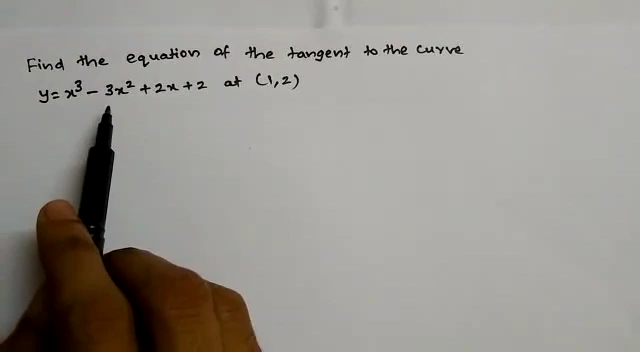 Find the equation of the tangent to the curve
y = x³ - 3x² + 2x + 2 at (1,2)